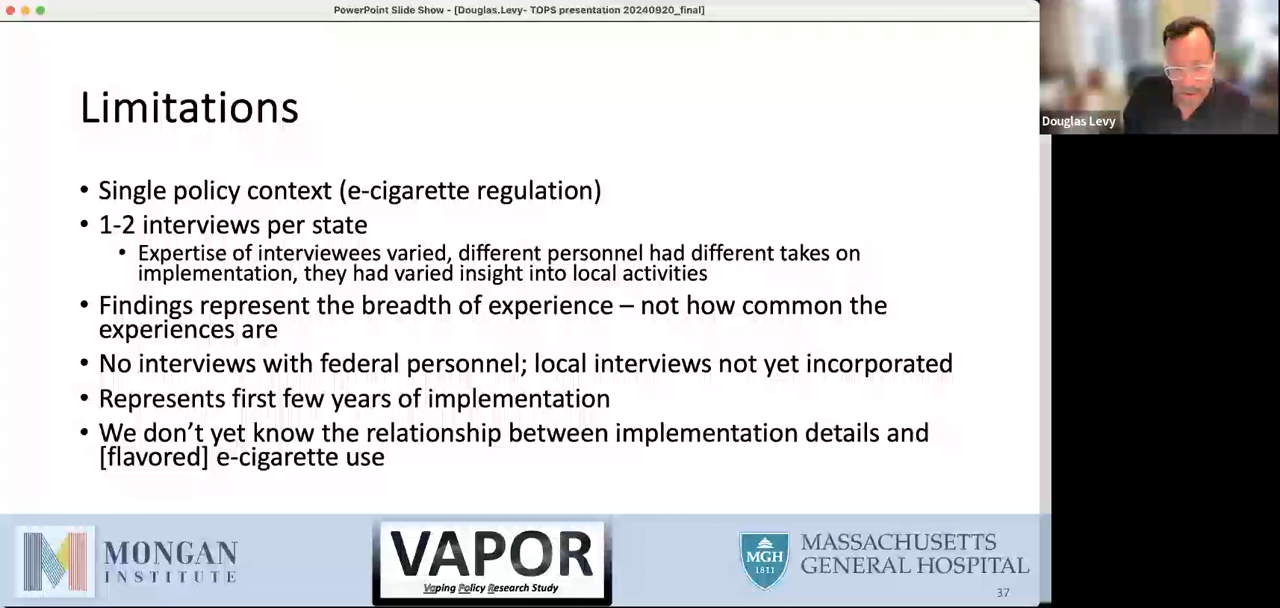 PowerPoint Slide Show - [Douglas.Levy- TOPS presentation 20240920_final]
Limitations
• Single policy context (e-cigarette regulation)
• 1-2 interviews per state
• Expertise of interviewees varied, different personnel had different takes on
implementation, they had varied insight into local activities
• Findings represent the breadth of experience – not how common the
experiences are
• No interviews with federal personnel; local interviews not yet incorporated
• Represents first few years of implementation
• We don’t yet know the relationship between implementation details and
[flavored] e-cigarette use
Douglas Levy
MONGAN
INSTITUTE
VAPOR
Vaping Policy Research Study
MGH
1811
MASSACHUSETTS
GENERAL HOSPITAL
37